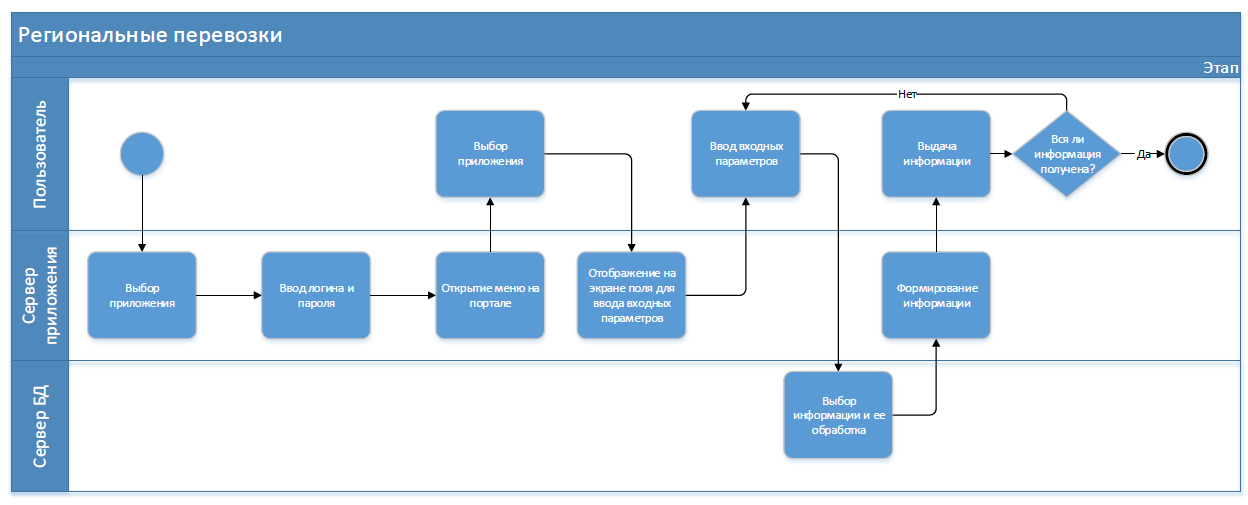 Региональные перевозки
Этап
Пользователь
Выбор
приложения
Ввод входных
параметров
Нет
Выдача
информации
Вся ли
информация
получена?
Да
Сервер
приложения
Выбор
приложения
Ввод логина и
пароля
Открытие меню на
портале
Отображение на
экране поля для
ввода входных
параметров
Формирование
информации
Сервер БД
Выбор
информации и ее
обработка